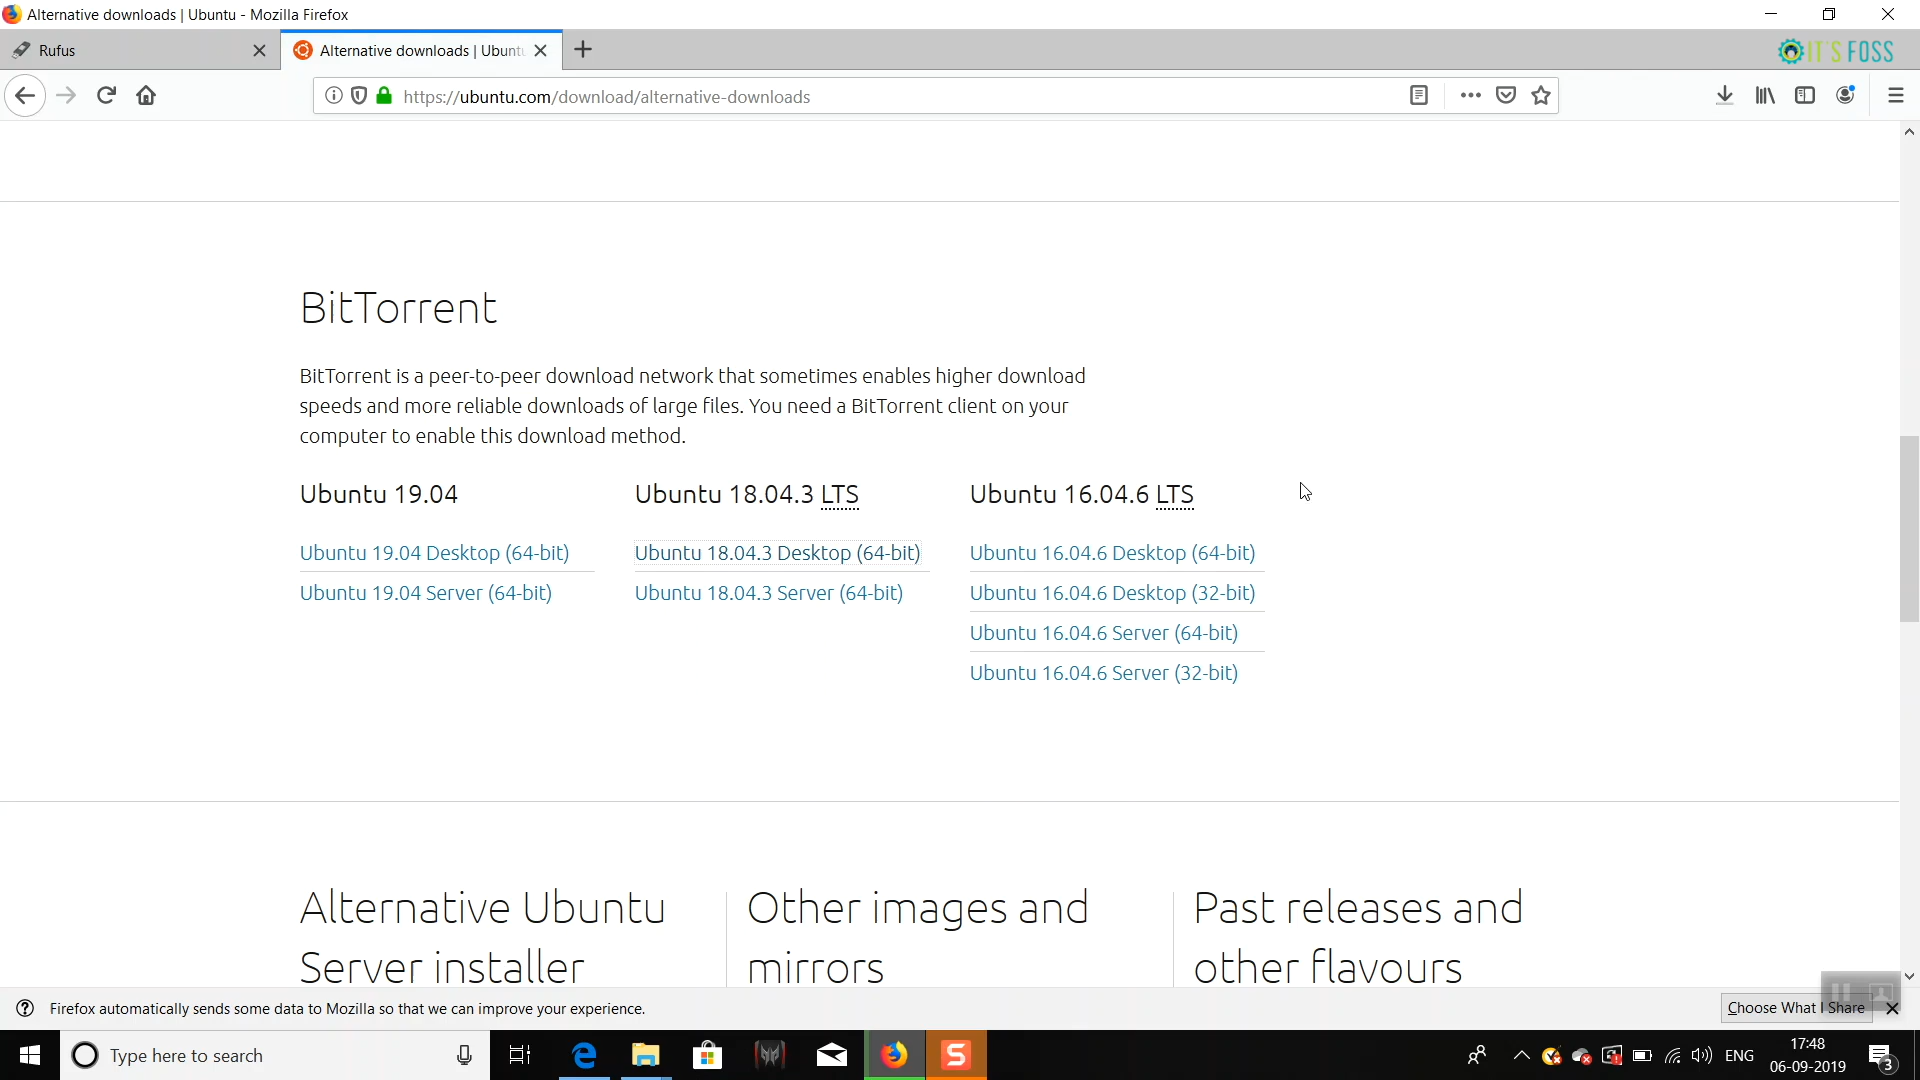 Alternative downloads | Ubuntu - Mozilla Firefox
Rufus
Alternative downloads | Ubunt
IT'S FOSS
https://ubuntu.com/download/alternative-downloads
BitTorrent
BitTorrent is a peer-to-peer download network that sometimes enables higher download
speeds and more reliable downloads of large files. You need a BitTorrent client on your
computer to enable this download method.
Ubuntu 19.04
Ubuntu 19.04 Desktop (64-bit)
Ubuntu 19.04 Server (64-bit)
Ubuntu 18.04.3 LTS
Ubuntu 18.04.3 Desktop (64-bit)
Ubuntu 18.04.3 Server (64-bit)
Ubuntu 16.04.6 LTS
Ubuntu 16.04.6 Desktop (64-bit)
Ubuntu 16.04.6 Desktop (32-bit)
Ubuntu 16.04.6 Server (64-bit)
Ubuntu 16.04.6 Server (32-bit)
Alternative Ubuntu
Server installer
Other images and
mirrors
Past releases and
other flavours
Firefox automatically sends some data to Mozilla so that we can improve your experience.
Choose What I Share
Type here to search
ENG
17:48
06-09-2019
3